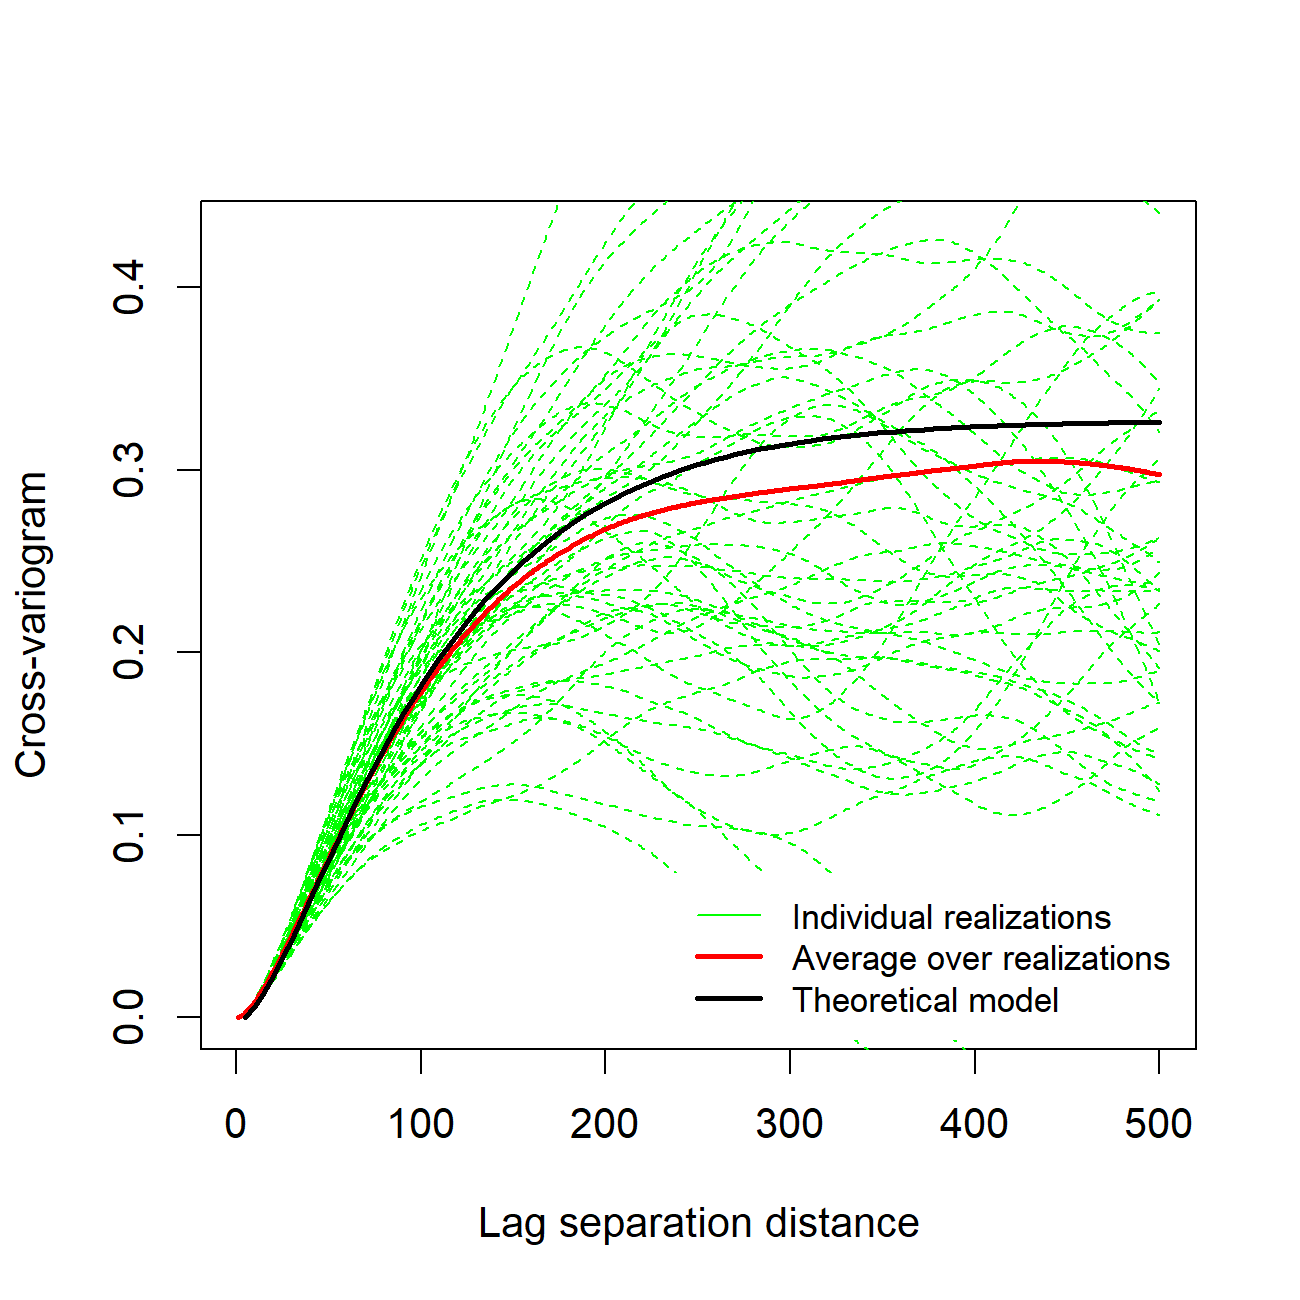 Cross-variogram
0.4
0.3
0.2
0.1
0.0
Individual realizations
Average over realizations
Theoretical model
0 100 200 300 400 500
Lag separation distance